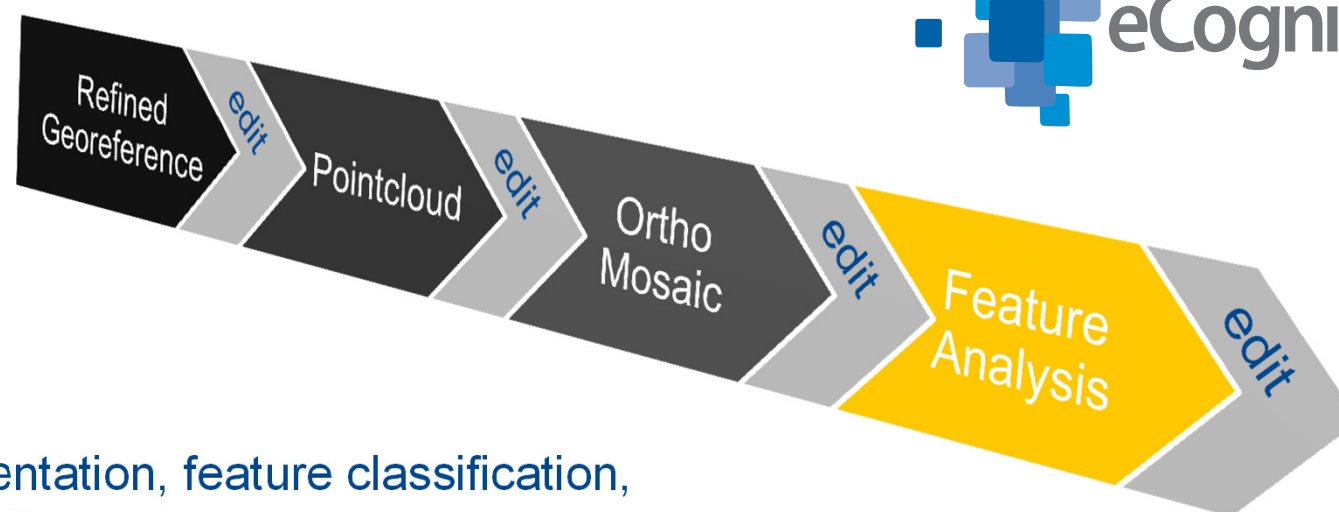 eCogni
Refined
Georeference
edit
Pointcloud
edit
Ortho
Mosaic
edit
Feature
Analysis
edit
entation, feature classification,